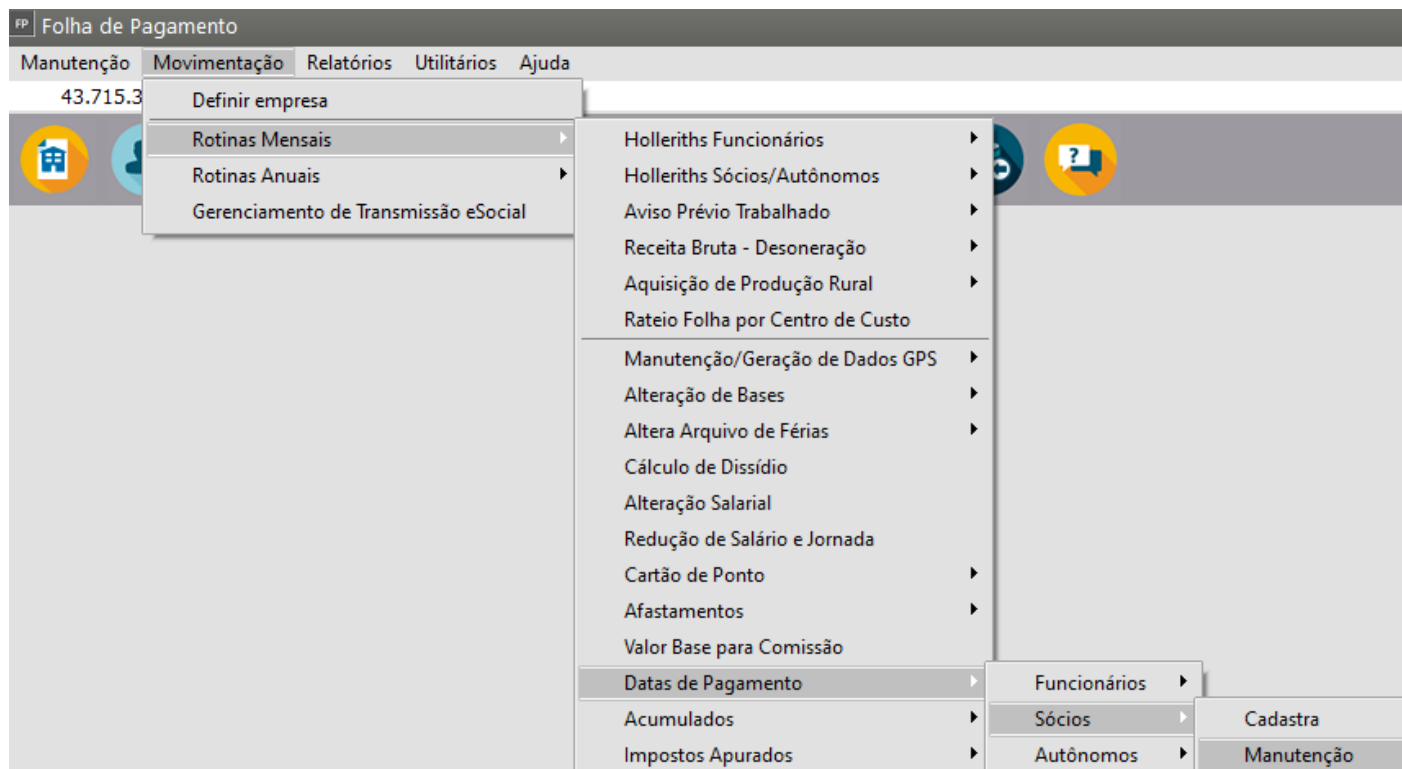 FP Folha de Pagamento
Manutenção Movimentação Relatórios Utilitários Ajuda
43.715.3
Definir empresa
Rotinas Mensais
Rotinas Anuais
Gerenciamento de Transmissão eSocial
Holleriths Funcionários
Holleriths Sócios/Autônomos
Aviso Prévio Trabalhado
Receita Bruta - Desoneração
Aquisição de Produção Rural
Rateio Folha por Centro de Custo
Manutenção/Geração de Dados GPS
Alteração de Bases
Altera Arquivo de Férias
Cálculo de Dissídio
Alteração Salarial
Redução de Salário e Jornada
Cartão de Ponto
Afastamentos
Valor Base para Comissão
Datas de Pagamento
Acumulados
Impostos Apurados
Funcionários
Sócios
Autônomos
Cadastra
Manutenção
?